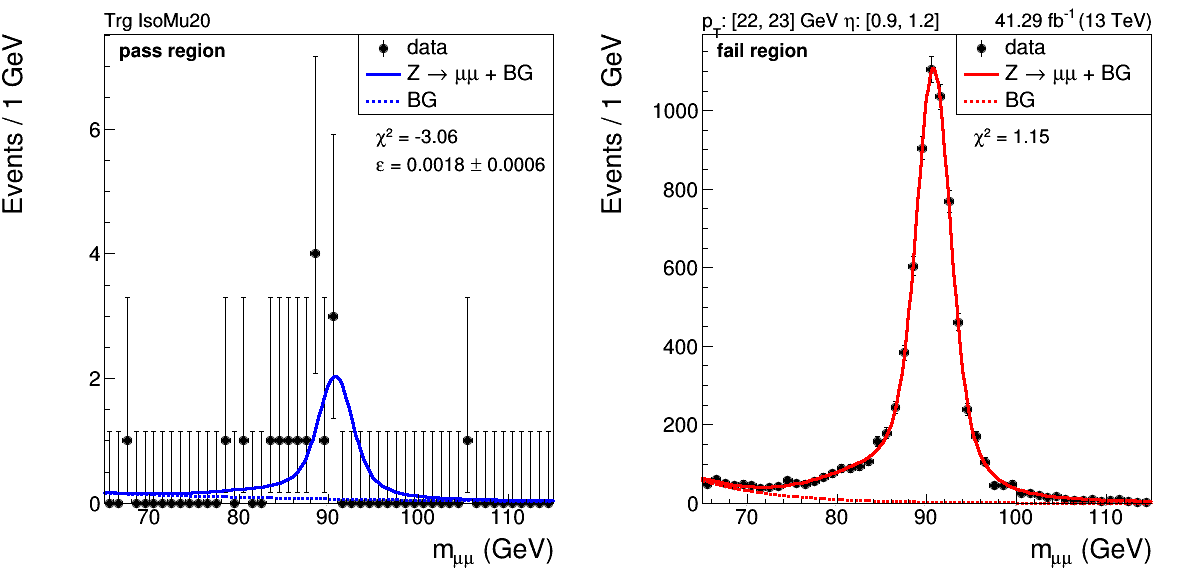 Trg IsoMu20
pass region
data
Z → μμ + BG
BG
χ² = -3.06
ε = 0.0018 ± 0.0006
Events / 1 GeV
6
4
2
0
70 80 90 100 110
mμμ (GeV)
pT: [22, 23] GeV η: [0.9, 1.2] 41.29 fb⁻¹ (13 TeV)
fail region
data
Z → μμ + BG
BG
χ² = 1.15
Events / 1 GeV
1000
800
600
400
200
0
70 80 90 100 110
mμμ (GeV)